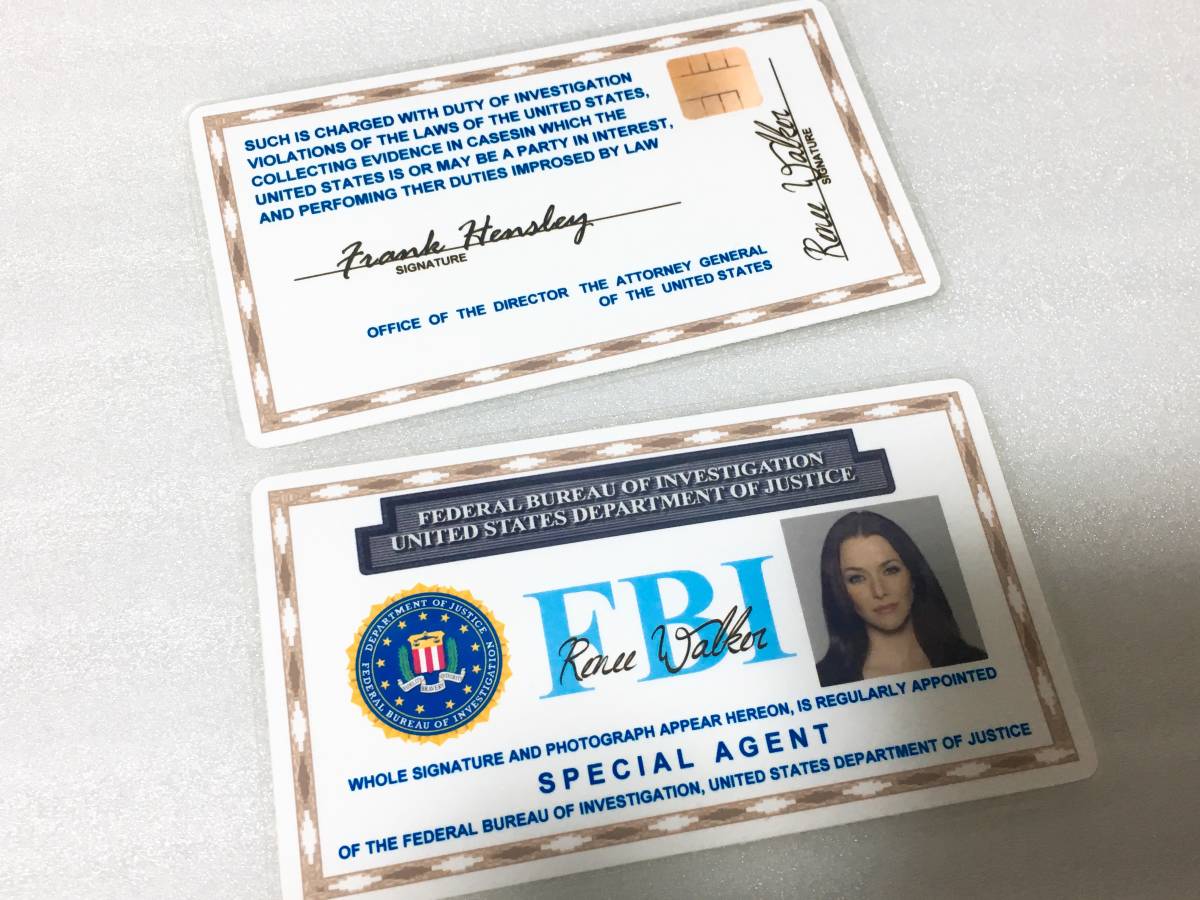 SUCH IS CHARGED WITH DUTY OF INVESTIGATION
VIOLATIONS OF THE LAWS OF THE UNITED STATES,
COLLECTING EVIDENCE IN CASESIN WHICH THE
UNITED STATES IS OR MAY BE A PARTY IN INTEREST,
AND PERFOMING THER DUTIES IMPROSED BY LAW
Frank Hensley
SIGNATURE
OFFICE OF THE DIRECTOR THE ATTORNEY GENERAL
OF THE UNITED STATES
Renee Walker
SIGNATURE
FEDERAL BUREAU OF INVESTIGATION
UNITED STATES DEPARTMENT OF JUSTICE
DEPARTMENT OF JUSTICE
FEDERAL BUREAU OF INVESTIGATION
FIDELITY BRAVERY INTEGRITY
FBI
Renee Walker
WHOLE SIGNATURE AND PHOTOGRAPH APPEAR HEREON, IS REGULARLY APPOINTED
SPECIAL AGENT
OF THE FEDERAL BUREAU OF INVESTIGATION, UNITED STATES DEPARTMENT OF JUSTICE